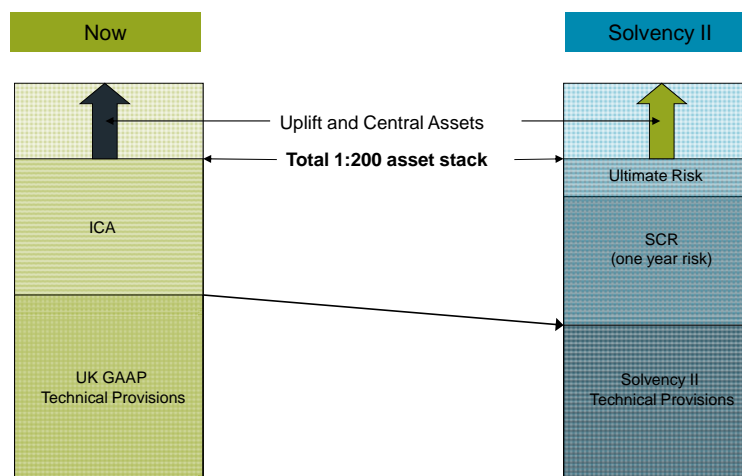 Now
Solvency II
Uplift and Central Assets
Total 1:200 asset stack
Ultimate Risk
ICA
SCR
(one year risk)
UK GAAP
Technical Provisions
Solvency II
Technical Provisions